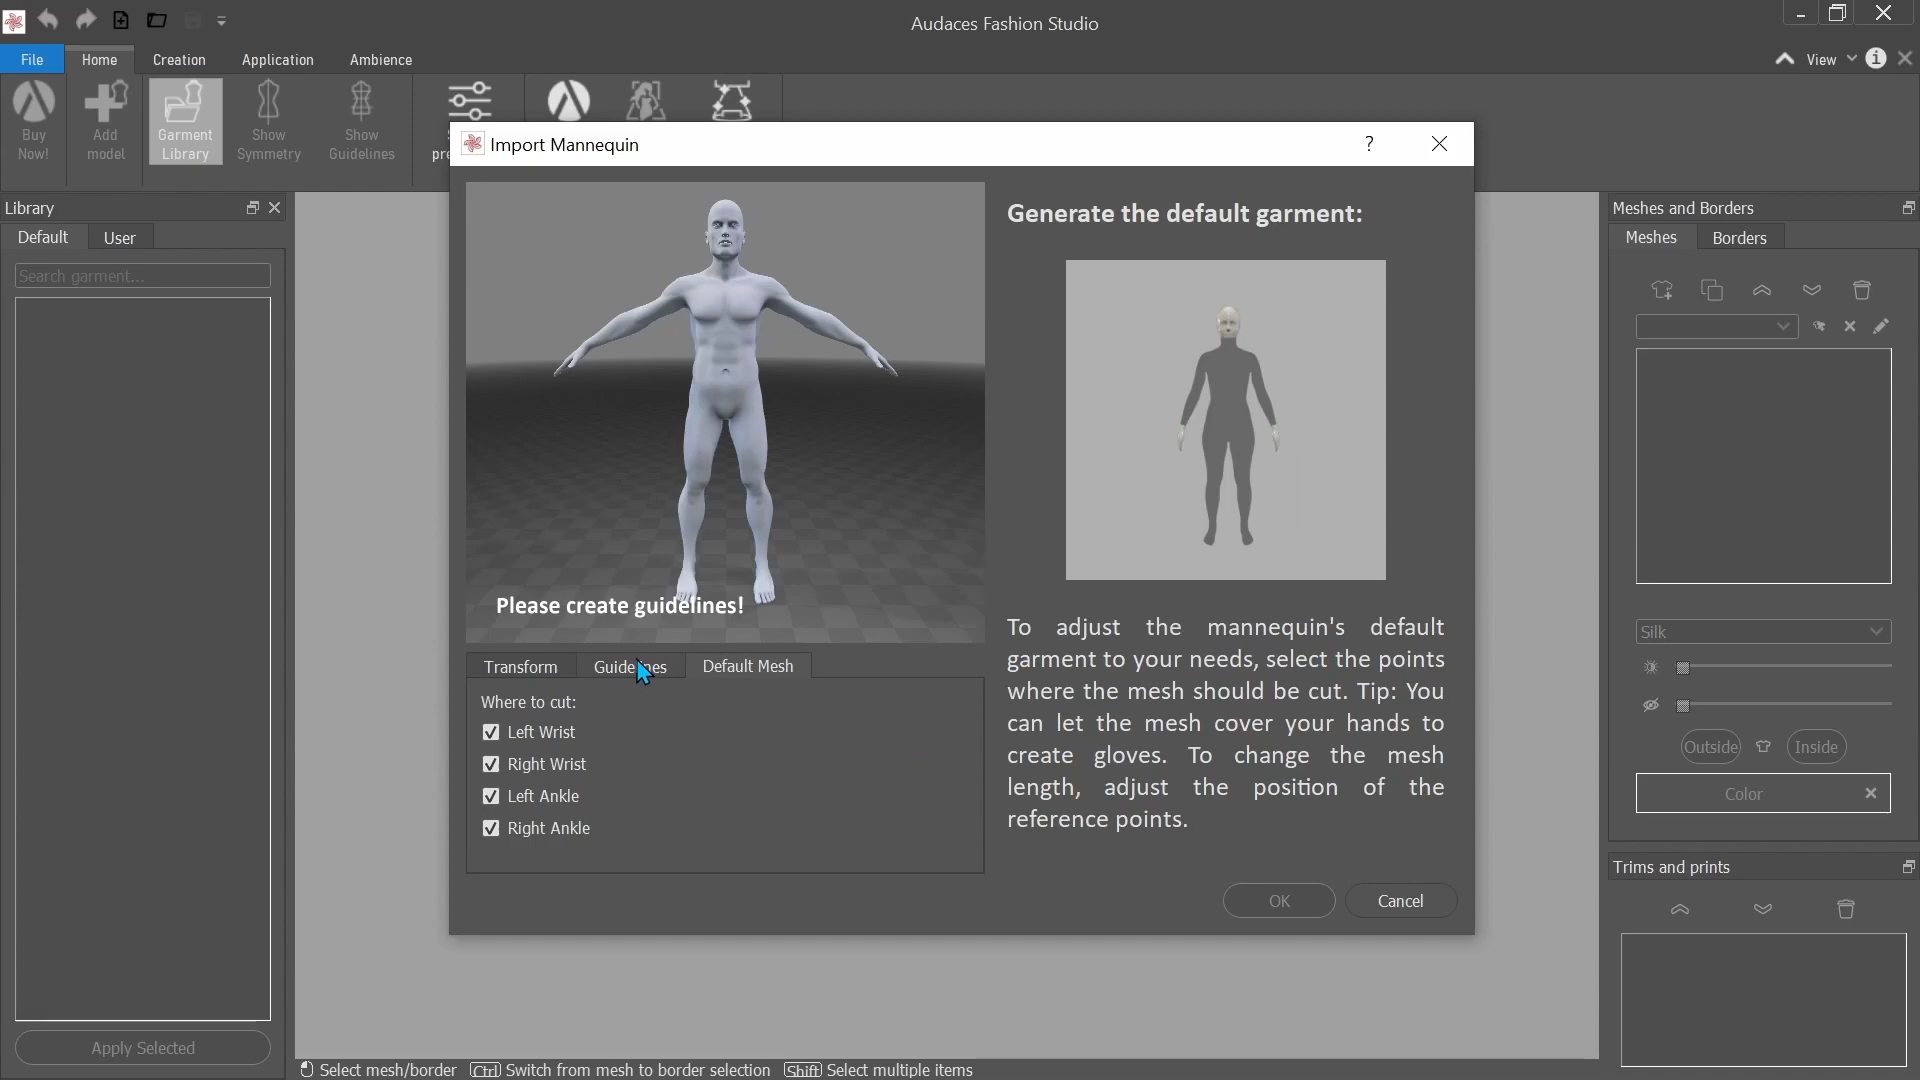 Audaces Fashion Studio
File Home Creation Application Ambience View
Buy Now!
Add model
Garment Library
Show Symmetry
Show Guidelines
Import Mannequin ?
Library
Default User
Search garment...
Apply Selected
Please create guidelines!
Transform Guidelines Default Mesh
Where to cut:
Left Wrist
Right Wrist
Left Ankle
Right Ankle
Generate the default garment:
To adjust the mannequin's default
garment to your needs, select the points
where the mesh should be cut. Tip: You
can let the mesh cover your hands to
create gloves. To change the mesh
length, adjust the position of the
reference points.
OK Cancel
Meshes and Borders
Meshes Borders
Silk
Outside Inside
Color
Trims and prints
Select mesh/border Ctrl Switch from mesh to border selection Shift Select multiple items